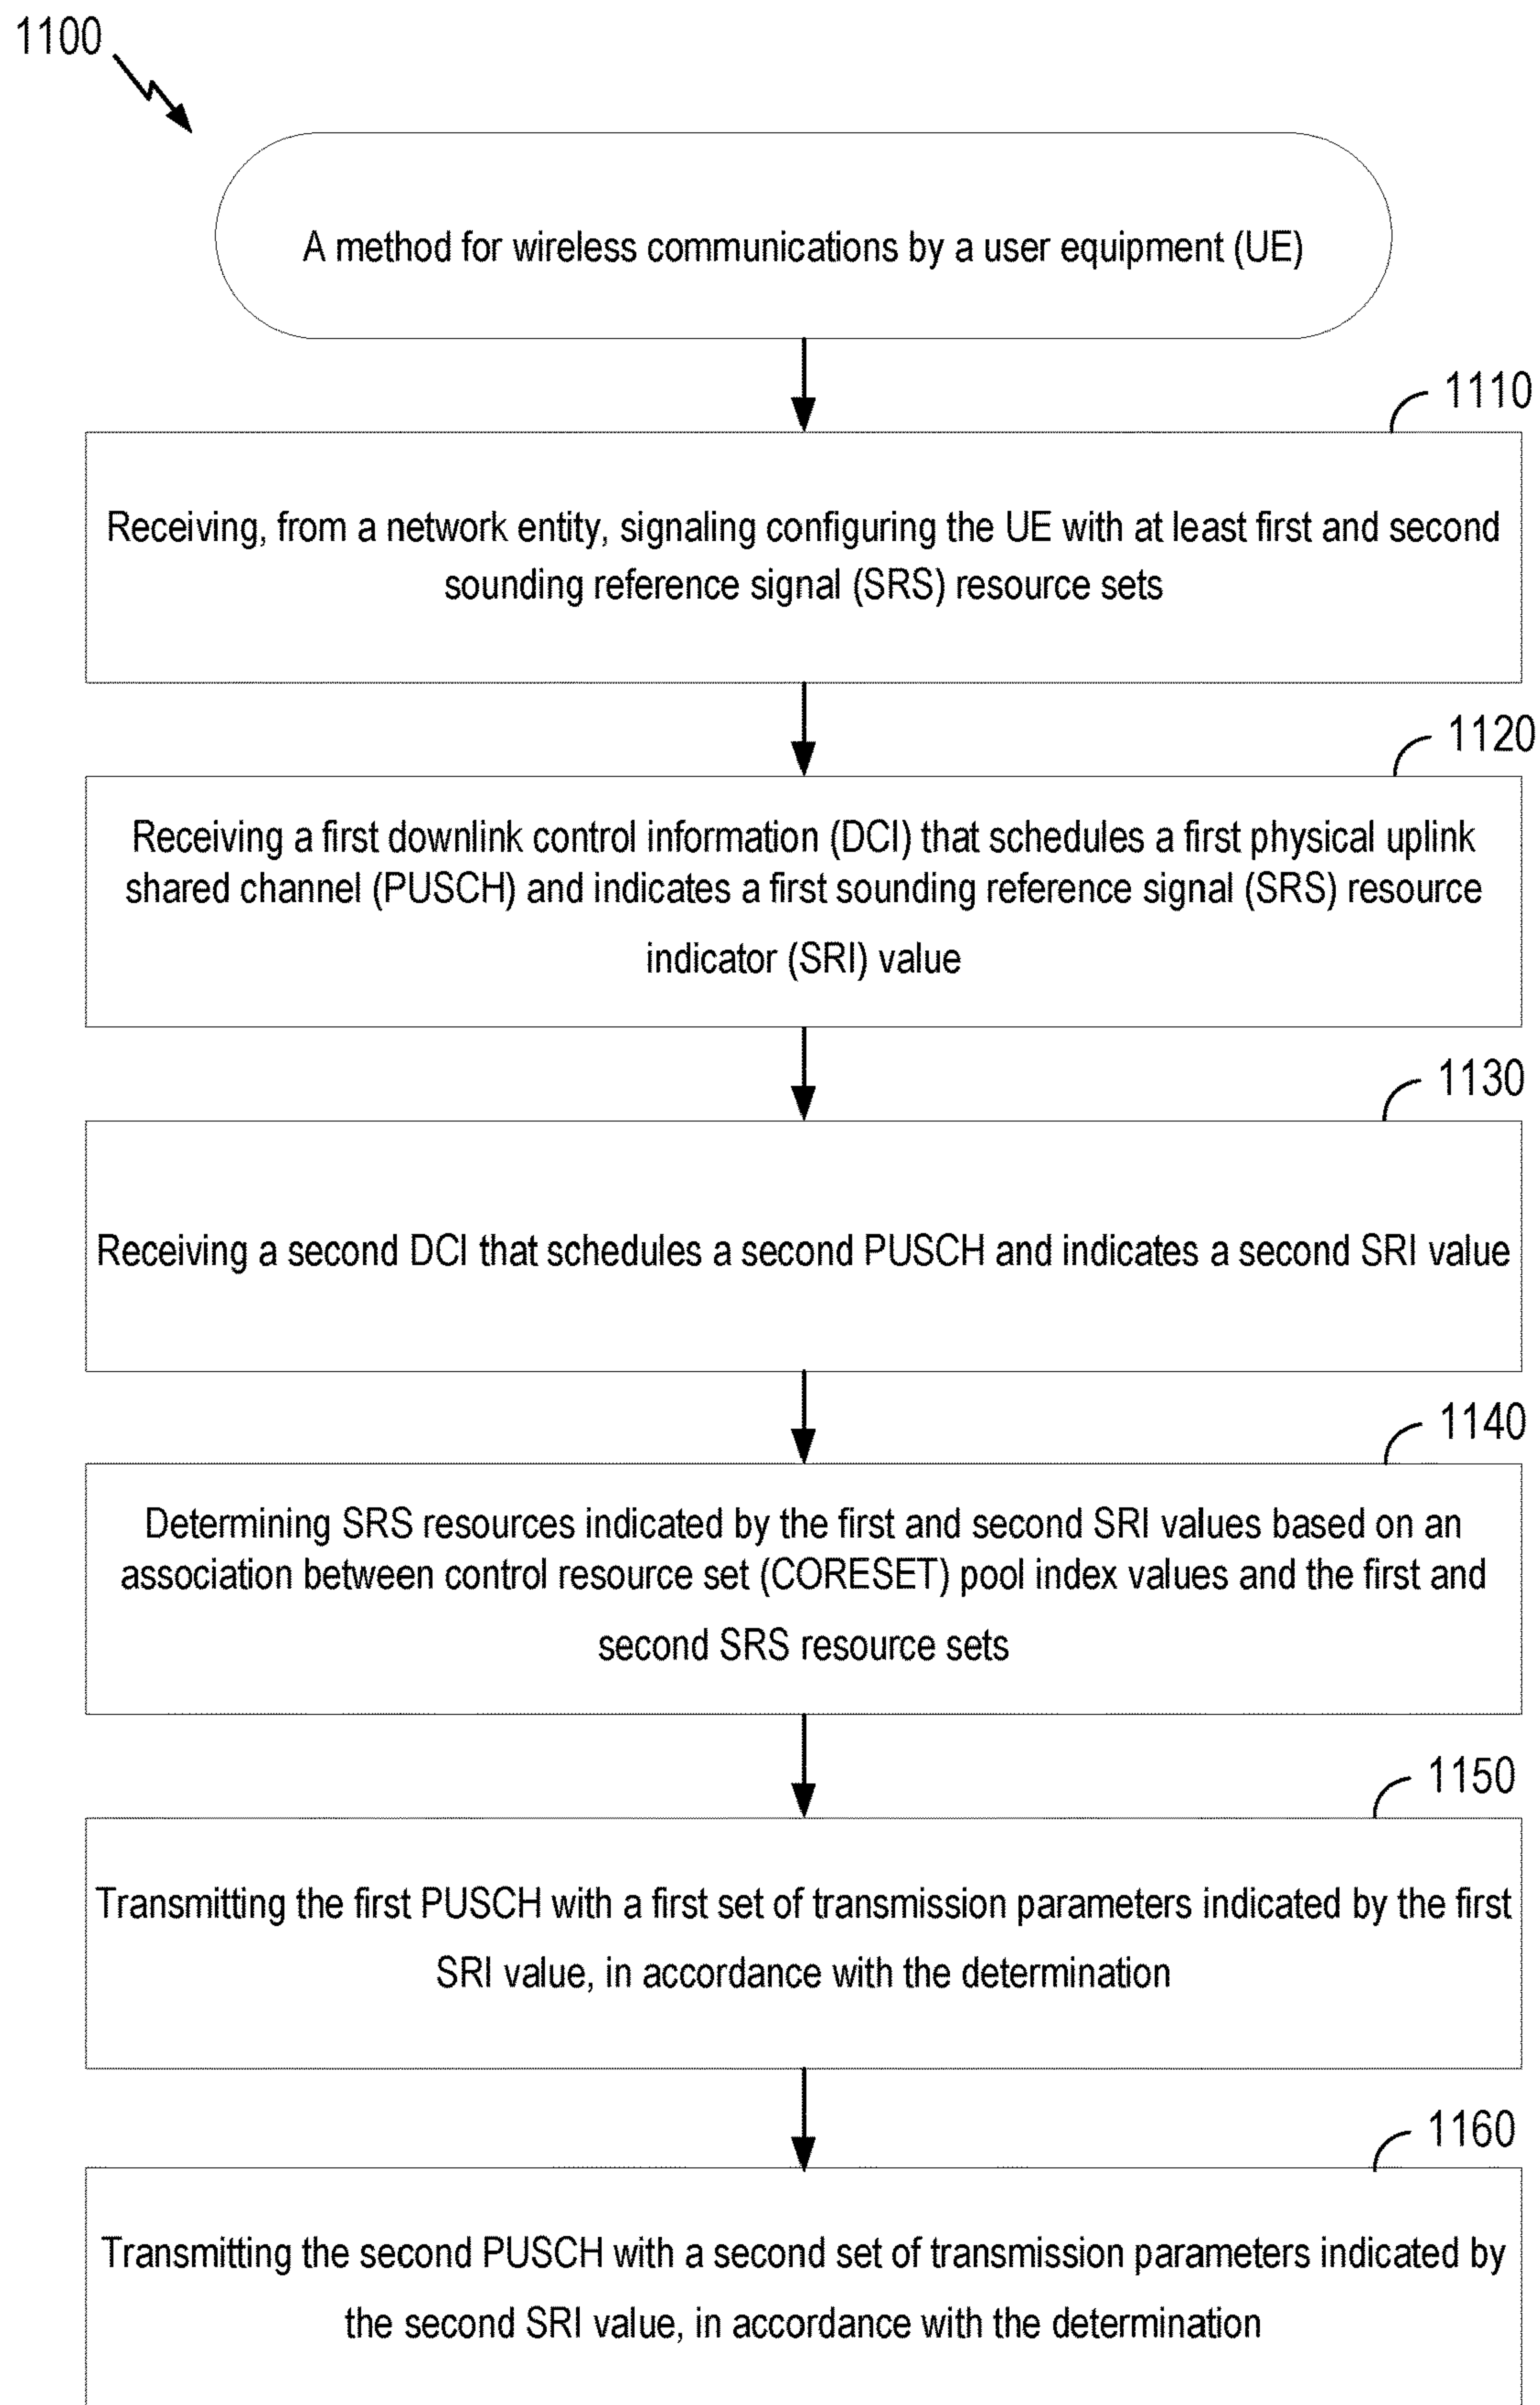 1100
A method for wireless communications by a user equipment (UE)
1110
Receiving, from a network entity, signaling configuring the UE with at least first and second
sounding reference signal (SRS) resource sets
1120
Receiving a first downlink control information (DCI) that schedules a first physical uplink
shared channel (PUSCH) and indicates a first sounding reference signal (SRS) resource
indicator (SRI) value
1130
Receiving a second DCI that schedules a second PUSCH and indicates a second SRI value
1140
Determining SRS resources indicated by the first and second SRI values based on an
association between control resource set (CORESET) pool index values and the first and
second SRS resource sets
1150
Transmitting the first PUSCH with a first set of transmission parameters indicated by the first
SRI value, in accordance with the determination
1160
Transmitting the second PUSCH with a second set of transmission parameters indicated by
the second SRI value, in accordance with the determination